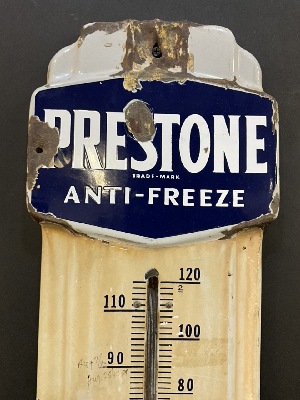 PRESTONE
TRADE-MARK
ANTI-FREEZE
120
110
100
90
80